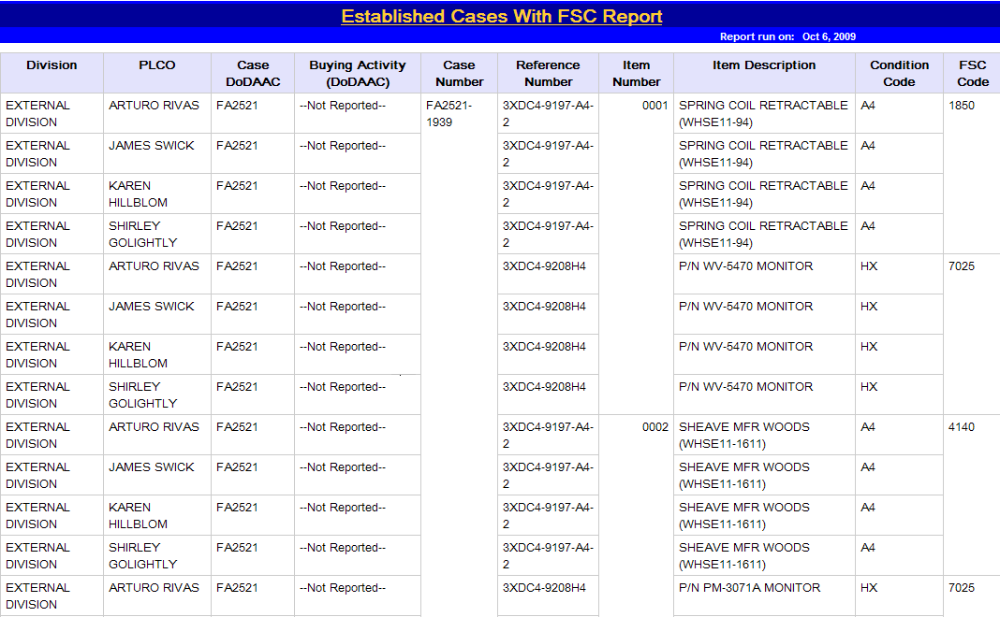 Established Cases With FSC Report
Report run on: Oct 6, 2009
Division PLCO Case DoDAAC Buying Activity (DoDAAC) Case Number Reference Number Item Number Item Description Condition Code FSC Code
EXTERNAL DIVISION ARTURO RIVAS FA2521 --Not Reported-- FA2521-1939 3XDC4-9197-A4-2 0001 SPRING COIL RETRACTABLE (WHSE11-94) A4 1850
EXTERNAL DIVISION JAMES SWICK FA2521 --Not Reported-- 3XDC4-9197-A4-2 SPRING COIL RETRACTABLE (WHSE11-94) A4
EXTERNAL DIVISION KAREN HILLBLOM FA2521 --Not Reported-- 3XDC4-9197-A4-2 SPRING COIL RETRACTABLE (WHSE11-94) A4
EXTERNAL DIVISION SHIRLEY GOLIGHTLY FA2521 --Not Reported-- 3XDC4-9197-A4-2 SPRING COIL RETRACTABLE (WHSE11-94) A4
EXTERNAL DIVISION ARTURO RIVAS FA2521 --Not Reported-- 3XDC4-9208H4 P/N WV-5470 MONITOR HX 7025
EXTERNAL DIVISION JAMES SWICK FA2521 --Not Reported-- 3XDC4-9208H4 P/N WV-5470 MONITOR HX
EXTERNAL DIVISION KAREN HILLBLOM FA2521 --Not Reported-- 3XDC4-9208H4 P/N WV-5470 MONITOR HX
EXTERNAL DIVISION SHIRLEY GOLIGHTLY FA2521 --Not Reported-- 3XDC4-9208H4 P/N WV-5470 MONITOR HX
EXTERNAL DIVISION ARTURO RIVAS FA2521 --Not Reported-- 3XDC4-9197-A4-2 0002 SHEAVE MFR WOODS (WHSE11-1611) A4 4140
EXTERNAL DIVISION JAMES SWICK FA2521 --Not Reported-- 3XDC4-9197-A4-2 SHEAVE MFR WOODS (WHSE11-1611) A4
EXTERNAL DIVISION KAREN HILLBLOM FA2521 --Not Reported-- 3XDC4-9197-A4-2 SHEAVE MFR WOODS (WHSE11-1611) A4
EXTERNAL DIVISION SHIRLEY GOLIGHTLY FA2521 --Not Reported-- 3XDC4-9197-A4-2 SHEAVE MFR WOODS (WHSE11-1611) A4
EXTERNAL DIVISION ARTURO RIVAS FA2521 --Not Reported-- 3XDC4-9208H4 P/N PM-3071A MONITOR HX 7025